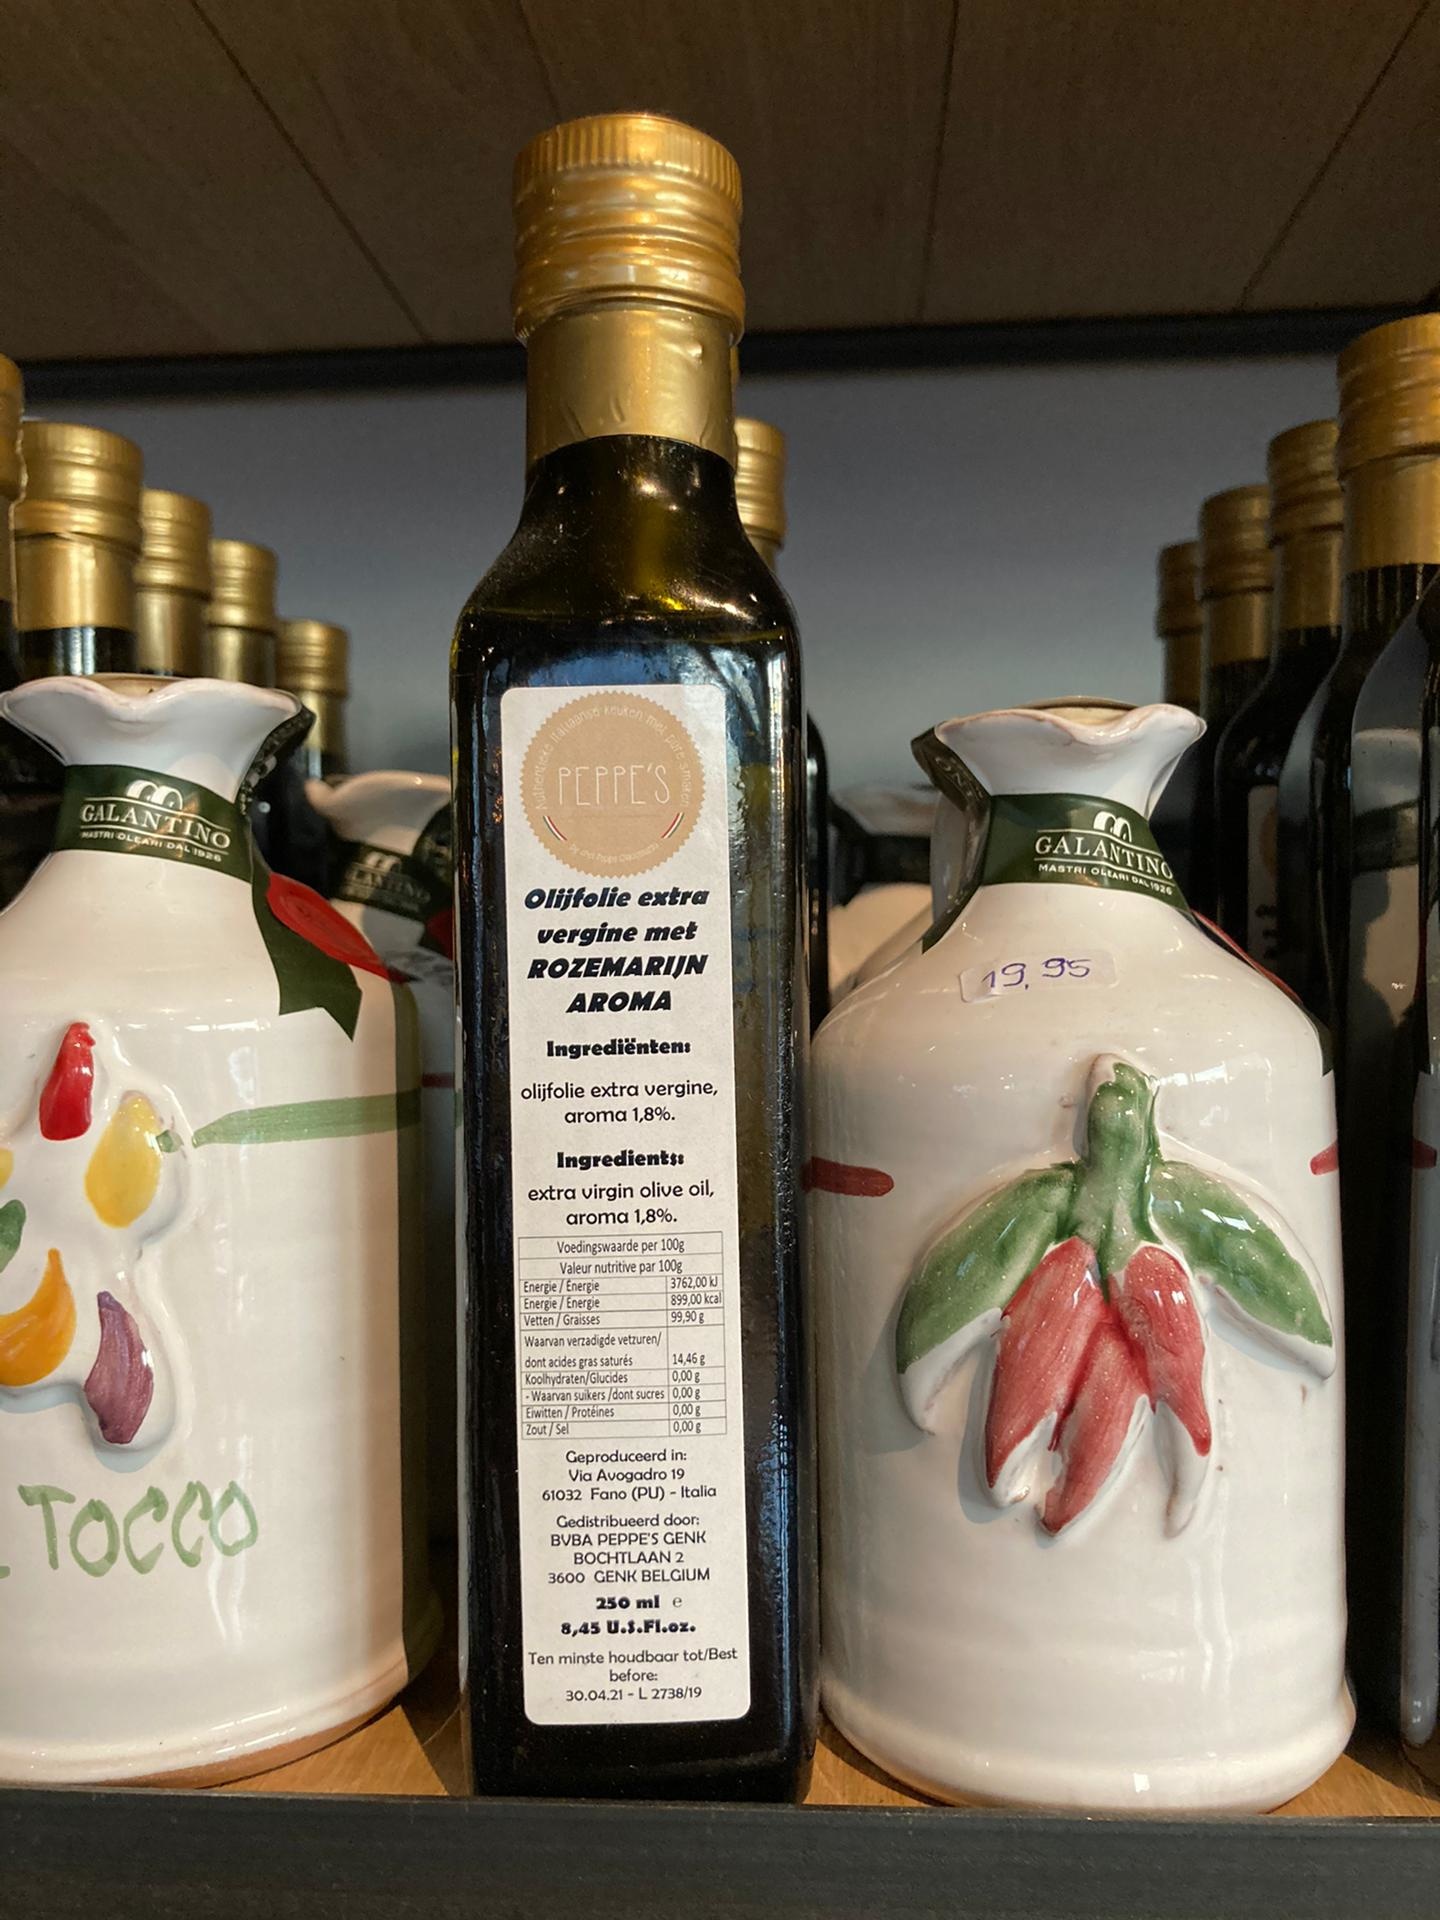 GALANTINO
MASTRI OLEARI DAL 1926
TOCCO
Authentieke Italiaanse keuken met pure smaken
PEPPE'S
Olijfolie extra
vergine met
ROZEMARIJN
AROMA
Ingrediënten:
olijfolie extra vergine,
aroma 1,8%.
Ingredients:
extra virgin olive oil,
aroma 1,8%.
Voedingswaarde per 100g
Valeur nutritive par 100g
Energie / Énergie 3762,00 kJ
Energie / Énergie 899,00 kcal
Vetten / Graisses 99,90 g
Waarvan verzadigde vetzuren/
dont acides gras saturés 14,46 g
Koolhydraten/Glucides 0,00 g
- Waarvan suikers /dont sucres 0,00 g
Eiwitten / Protéines 0,00 g
Zout / Sel 0,00 g
Geproduceerd in:
Via Avogadro 19
61032 Fano (PU) - Italia
Gedistribueerd door:
BVBA PEPPE'S GENK
BOCHTLAAN 2
3600 GENK BELGIUM
250 ml e
8,45 U.S.Fl.oz.
Ten minste houdbaar tot/Best
before:
30.04.21 - L 2738/19
GALANTINO
MASTRI OLEARI DAL 1926
19,95